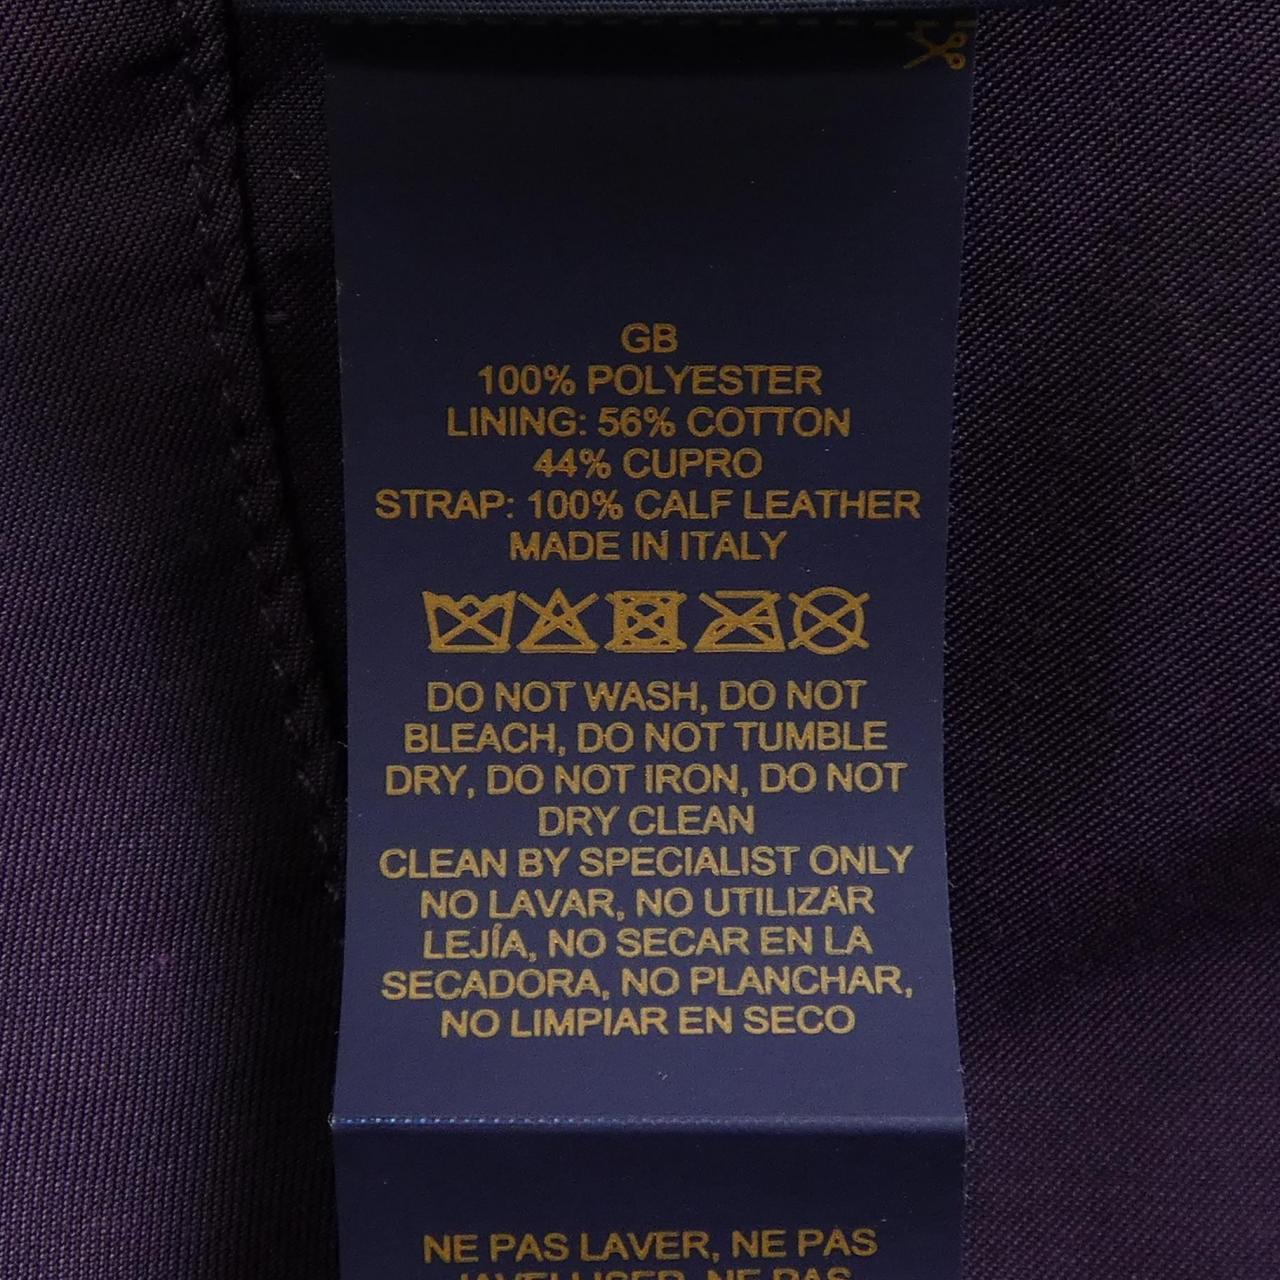 GB
100% POLYESTER
LINING: 56% COTTON
44% CUPRO
STRAP: 100% CALF LEATHER
MADE IN ITALY
DO NOT WASH, DO NOT
BLEACH, DO NOT TUMBLE
DRY, DO NOT IRON, DO NOT
DRY CLEAN
CLEAN BY SPECIALIST ONLY
NO LAVAR, NO UTILIZAR
LEJÍA, NO SECAR EN LA
SECADORA, NO PLANCHAR,
NO LIMPIAR EN SECO
NE PAS LAVER, NE PAS
JAVELLISER, NE PAS